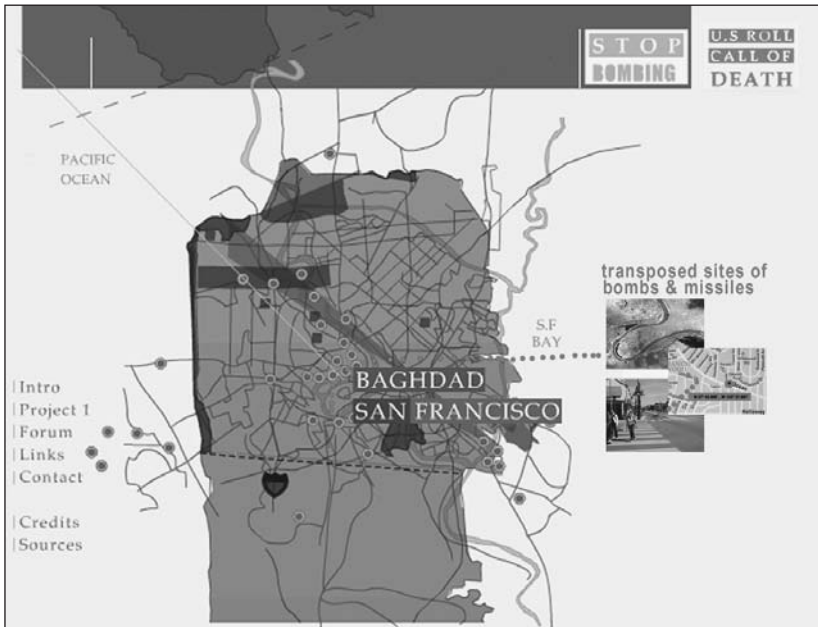 STOP
BOMBING
U.S ROLL
CALL OF
DEATH
PACIFIC
OCEAN
transposed sites of
bombs & missiles
S.F
BAY
BAGHDAD
SAN FRANCISCO
Intro
Project 1
Forum
Links
Contact
Credits
Sources